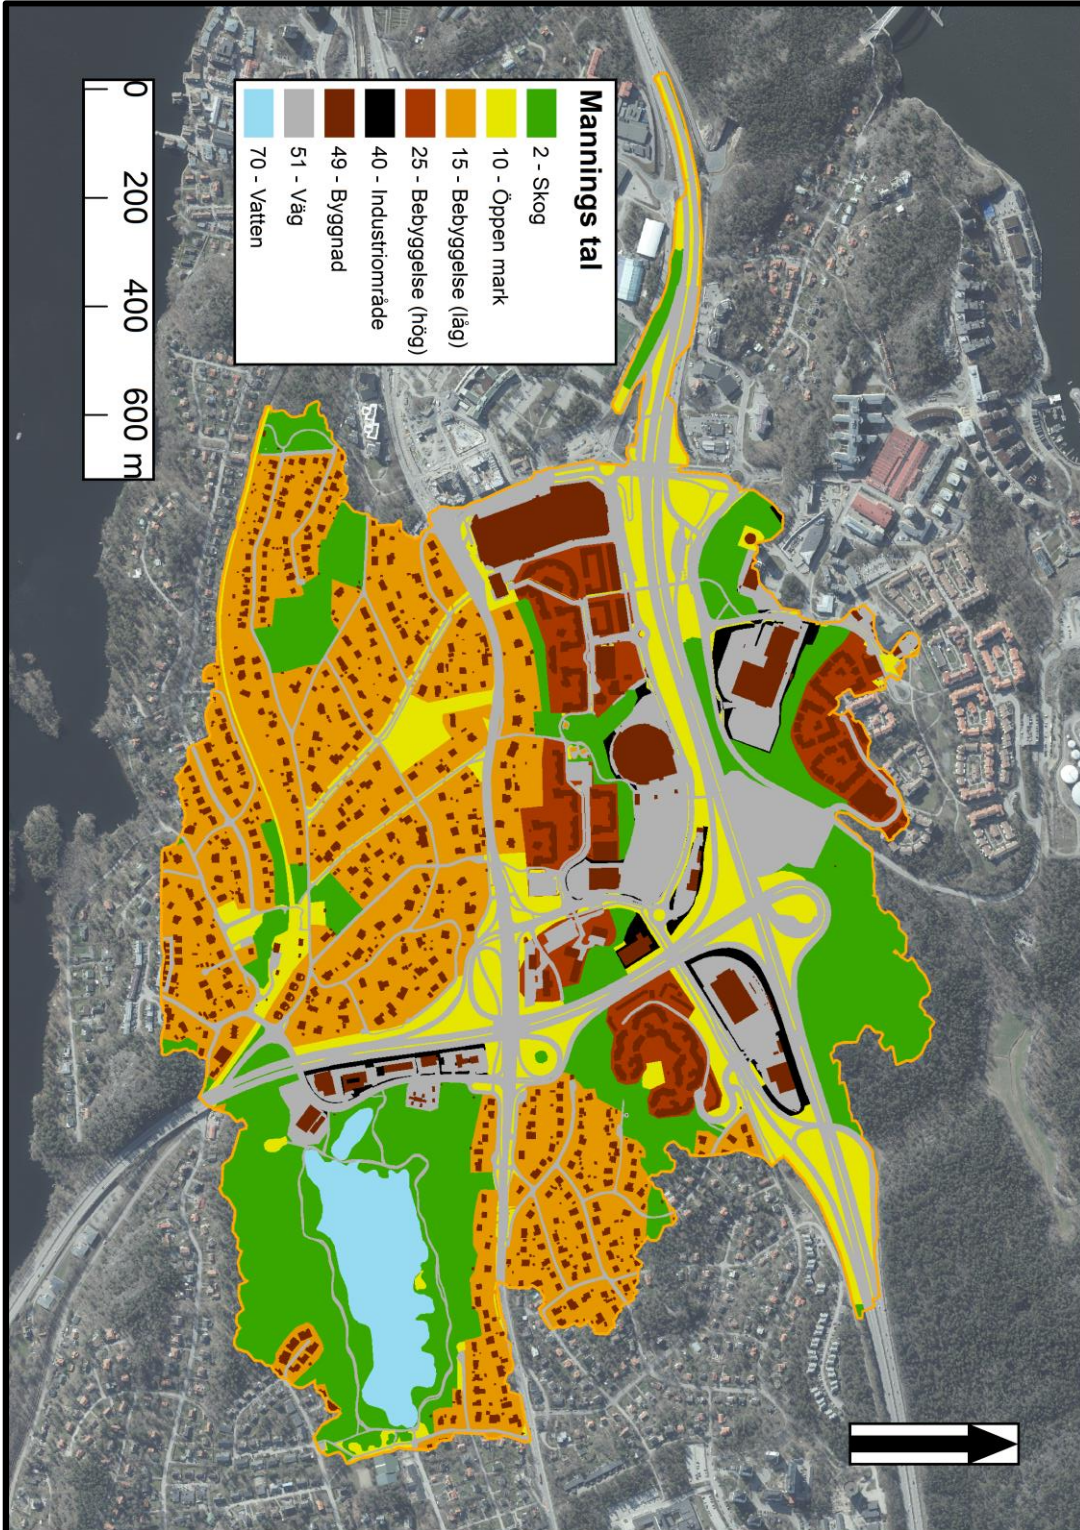 Mannings tal
2 - Skog
10 - Öppen mark
15 - Bebyggelse (låg)
25 - Bebyggelse (hög)
40 - Industriområde
49 - Byggnad
51 - Väg
70 - Vatten
0 200 400 600 m